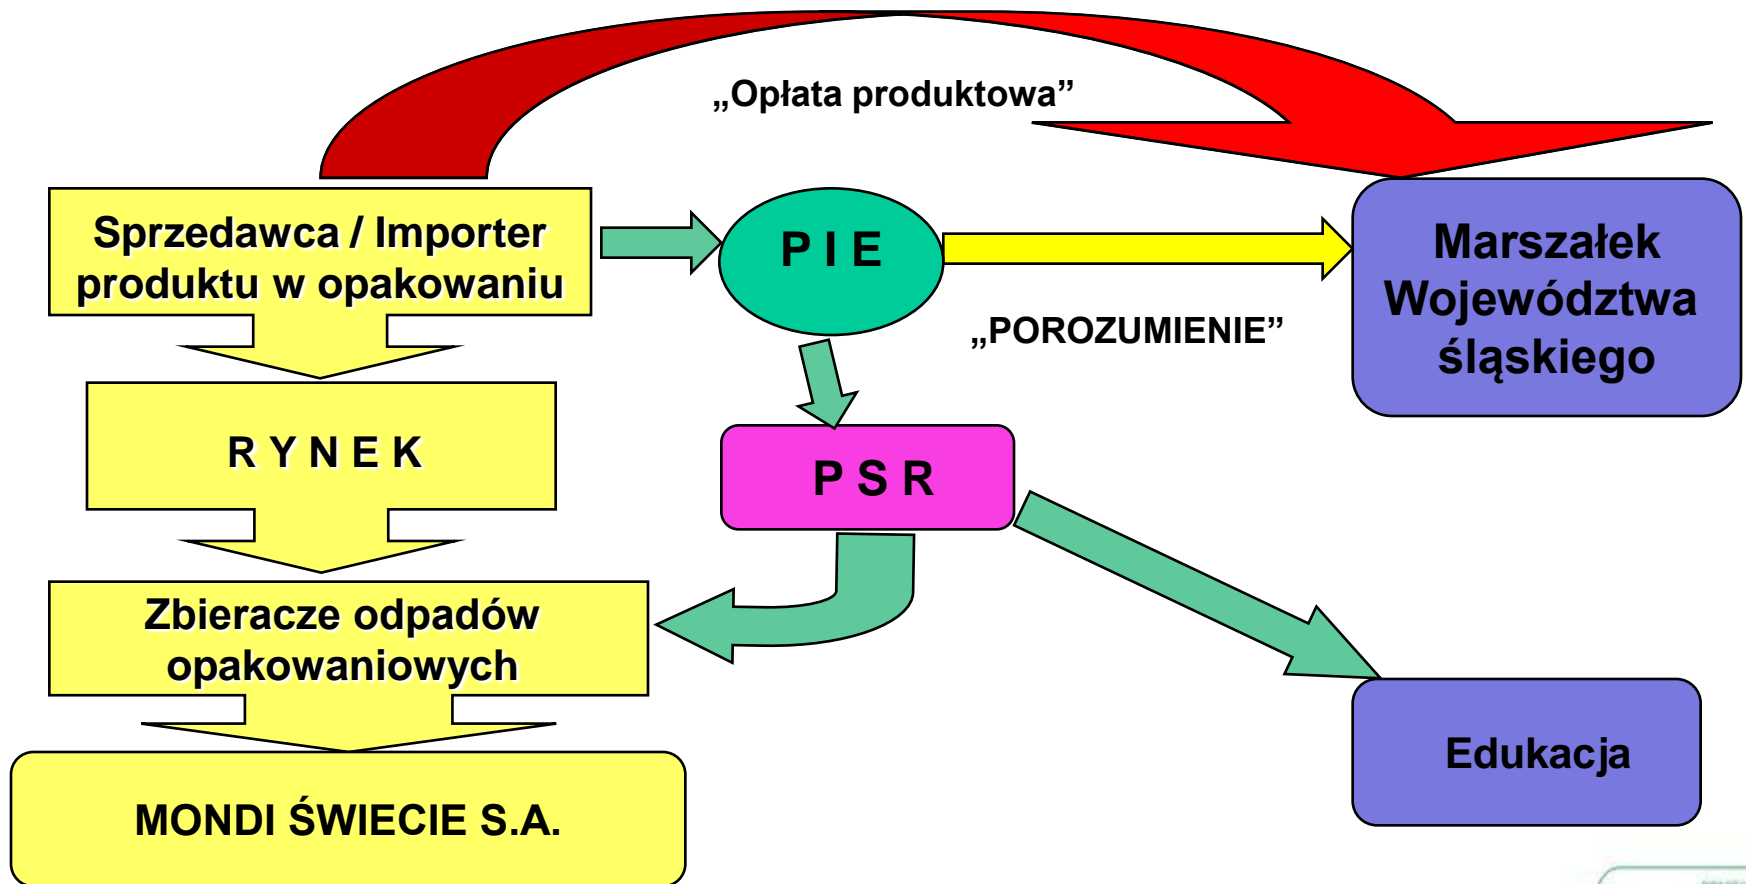 „Opłata produktowa”
Sprzedawca / Importer
produktu w opakowaniu
P I E
Marszałek
Województwa
śląskiego
„POROZUMIENIE”
R Y N E K
P S R
Zbieracze odpadów
opakowaniowych
Edukacja
MONDI ŚWIECIE S.A.